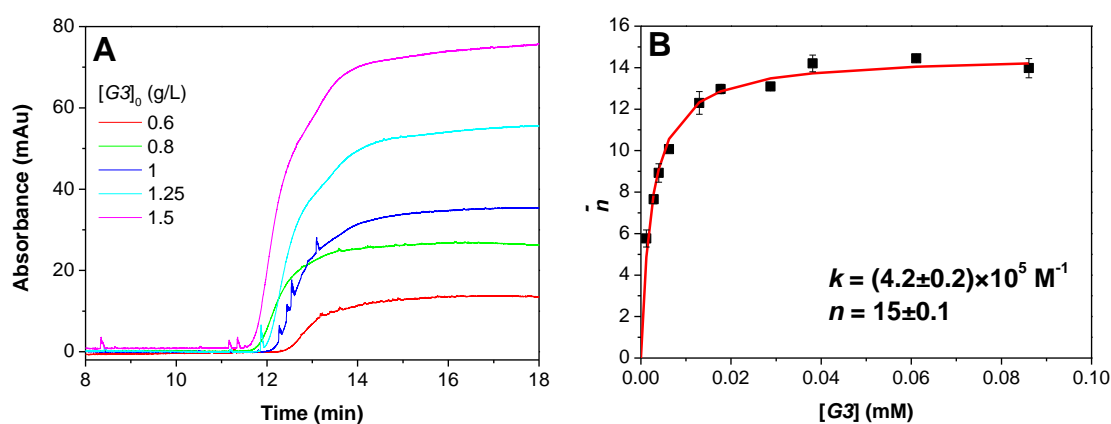 A
80
60
40
20
0
Absorbance (mAu)
[G3]0 (g/L)
0.6
0.8
1
1.25
1.5
8 10 12 14 16 18
Time (min)
B
16
14
12
10
8
6
4
2
0
n̄
k = (4.2±0.2)×10⁵ M⁻¹
n = 15±0.1
0.00 0.02 0.04 0.06 0.08 0.10
[G3] (mM)